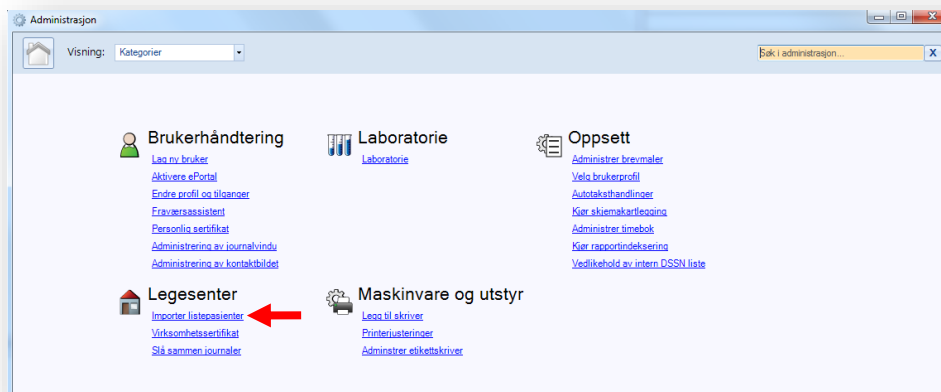 Administrasjon
Visning: Kategorier
Søk i administrasjon...
X
Brukerhåndtering
Lag ny bruker
Aktivere ePortal
Endre profil og tilganger
Fraværsassistent
Personlig sertifikat
Administrering av journalvindu
Administrering av kontaktbildet
Laboratorie
Laboratorie
Oppsett
Administrer brevmaler
Velg brukerprofil
Autotaksthandlinger
Kjør skjemakartlegging
Administrer timebok
Kjør rapportindeksering
Vedlikehold av intern DSSN liste
Legesenter
Importer listepasienter
Virksomhetssertifikat
Slå sammen journaler
Maskinvare og utstyr
Legg til skriver
Printerjusteringer
Adminstrer etikettskriver